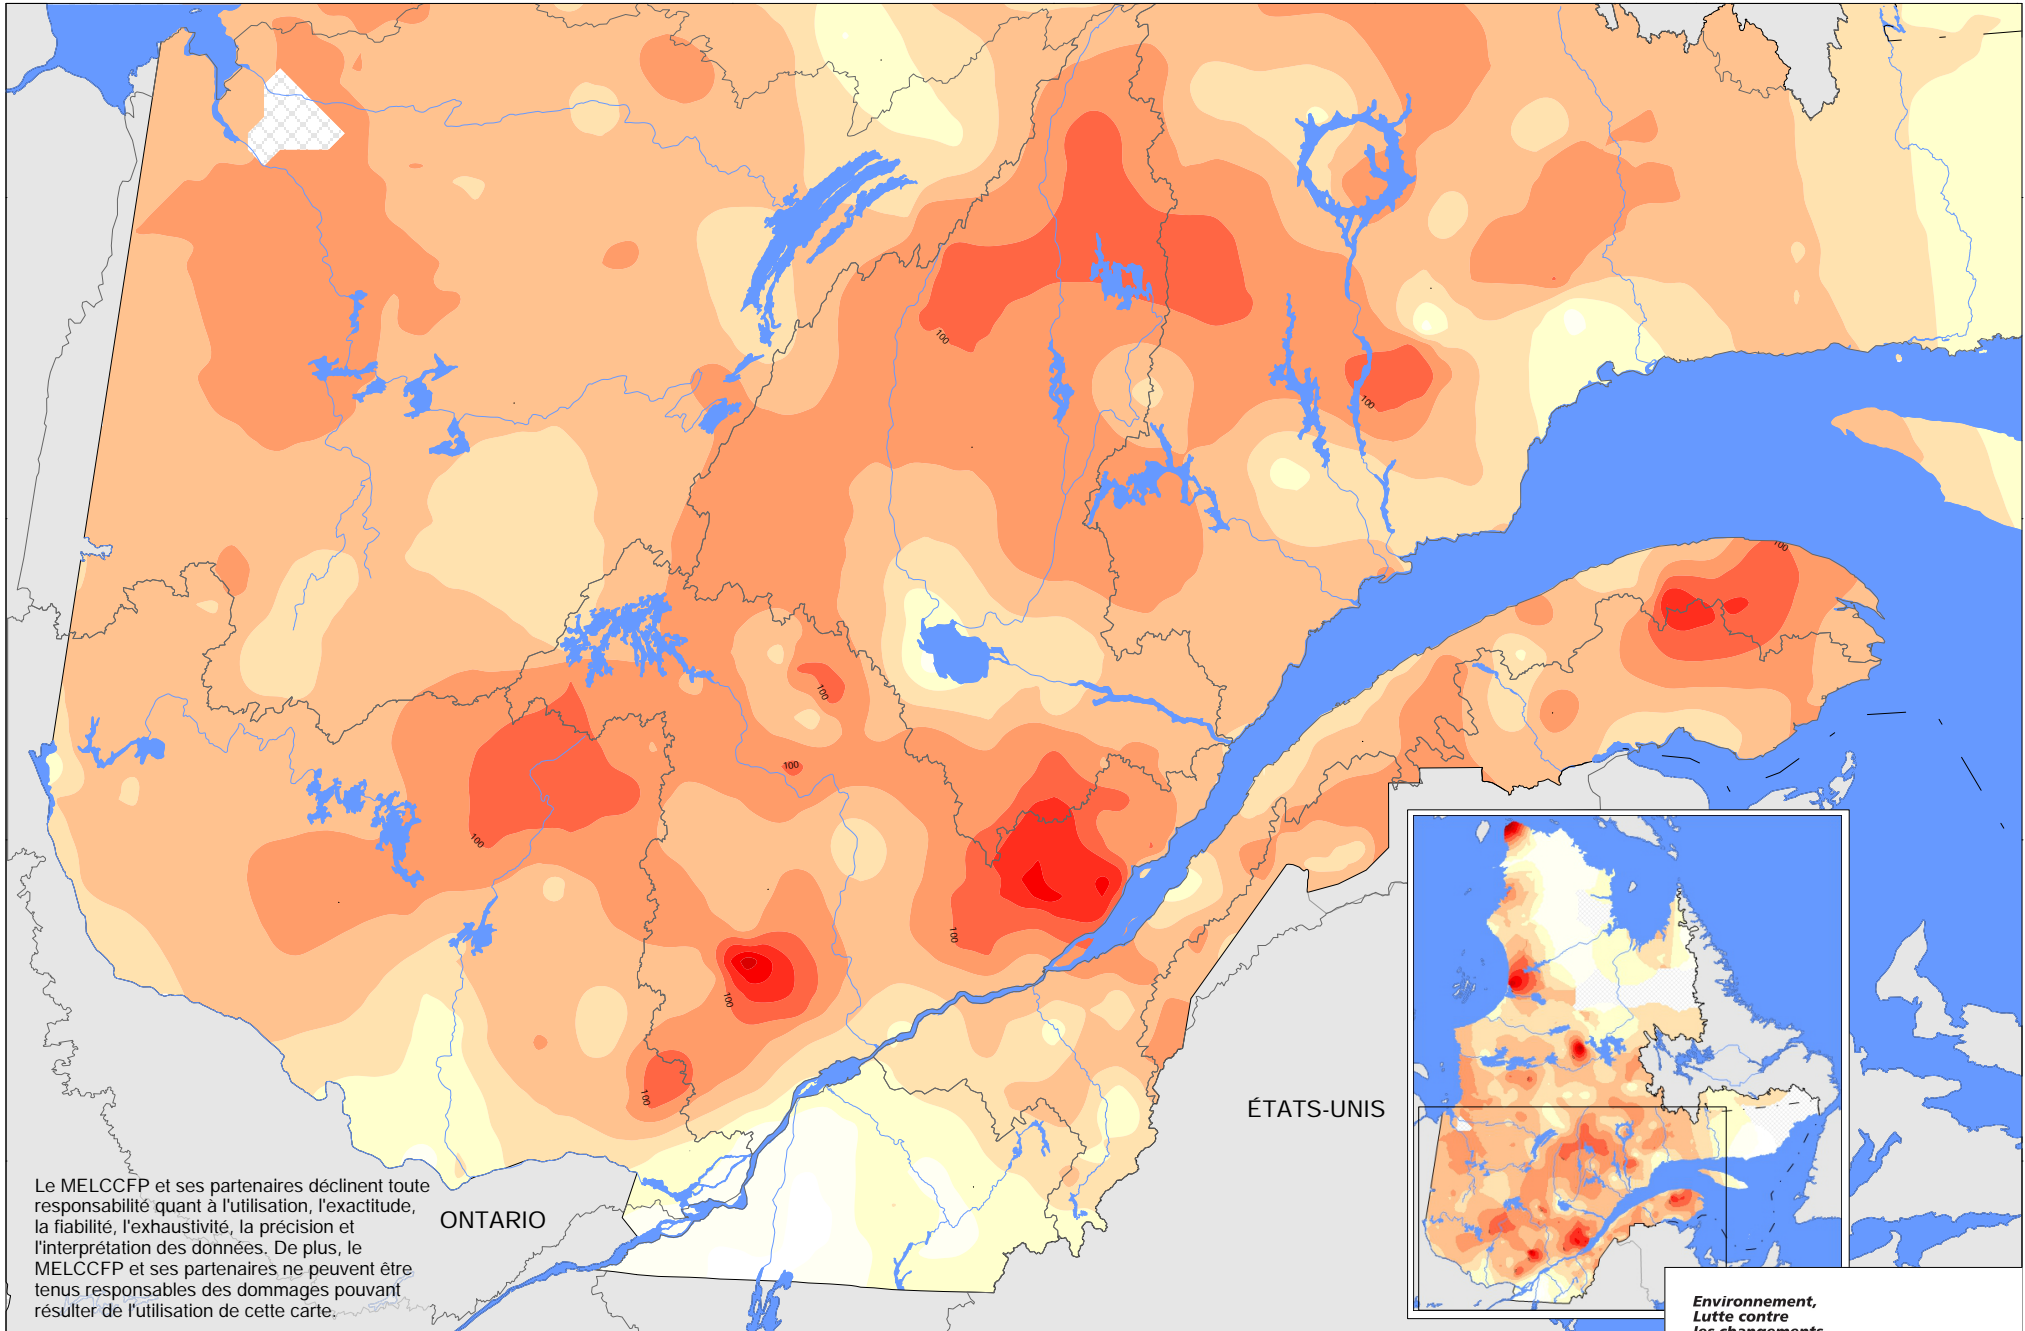 100
100
100
100
100
100
100
100
100
ÉTATS-UNIS
ONTARIO
Le MELCCFP et ses partenaires déclinent toute
responsabilité quant à l'utilisation, l'exactitude,
la fiabilité, l'exhaustivité, la précision et
l'interprétation des données. De plus, le
MELCCFP et ses partenaires ne peuvent être
tenus responsables des dommages pouvant
résulter de l'utilisation de cette carte.
Environnement,
Lutte contre
les changements